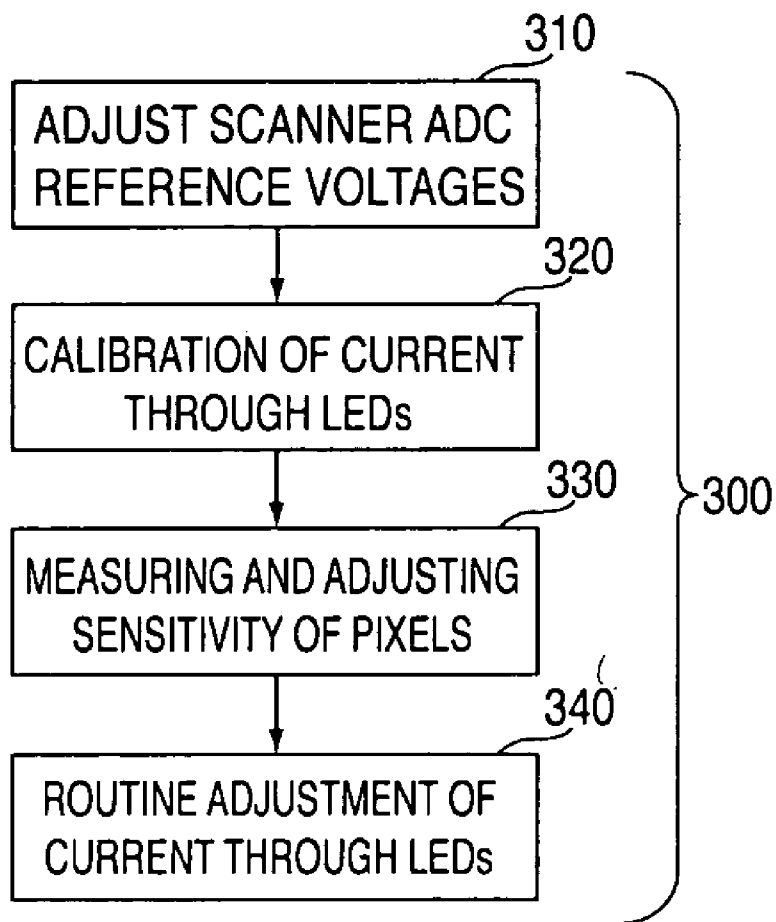 310
ADJUST SCANNER ADC
REFERENCE VOLTAGES
320
CALIBRATION OF CURRENT
THROUGH LEDs
330
MEASURING AND ADJUSTING
SENSITIVITY OF PIXELS
300
340
ROUTINE ADJUSTMENT OF
CURRENT THROUGH LEDs